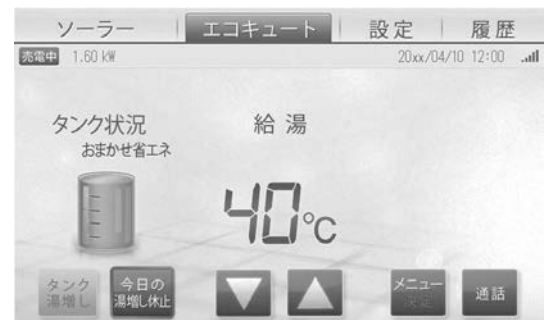 ソーラー エコキュート 設定 履歴
売電中 1.60 kW 20xx/04/10 12:00
タンク状況 給湯
おまかせ省エネ
40℃
タンク 今日の メニュー 通話
湯増し 湯増し休止 決定